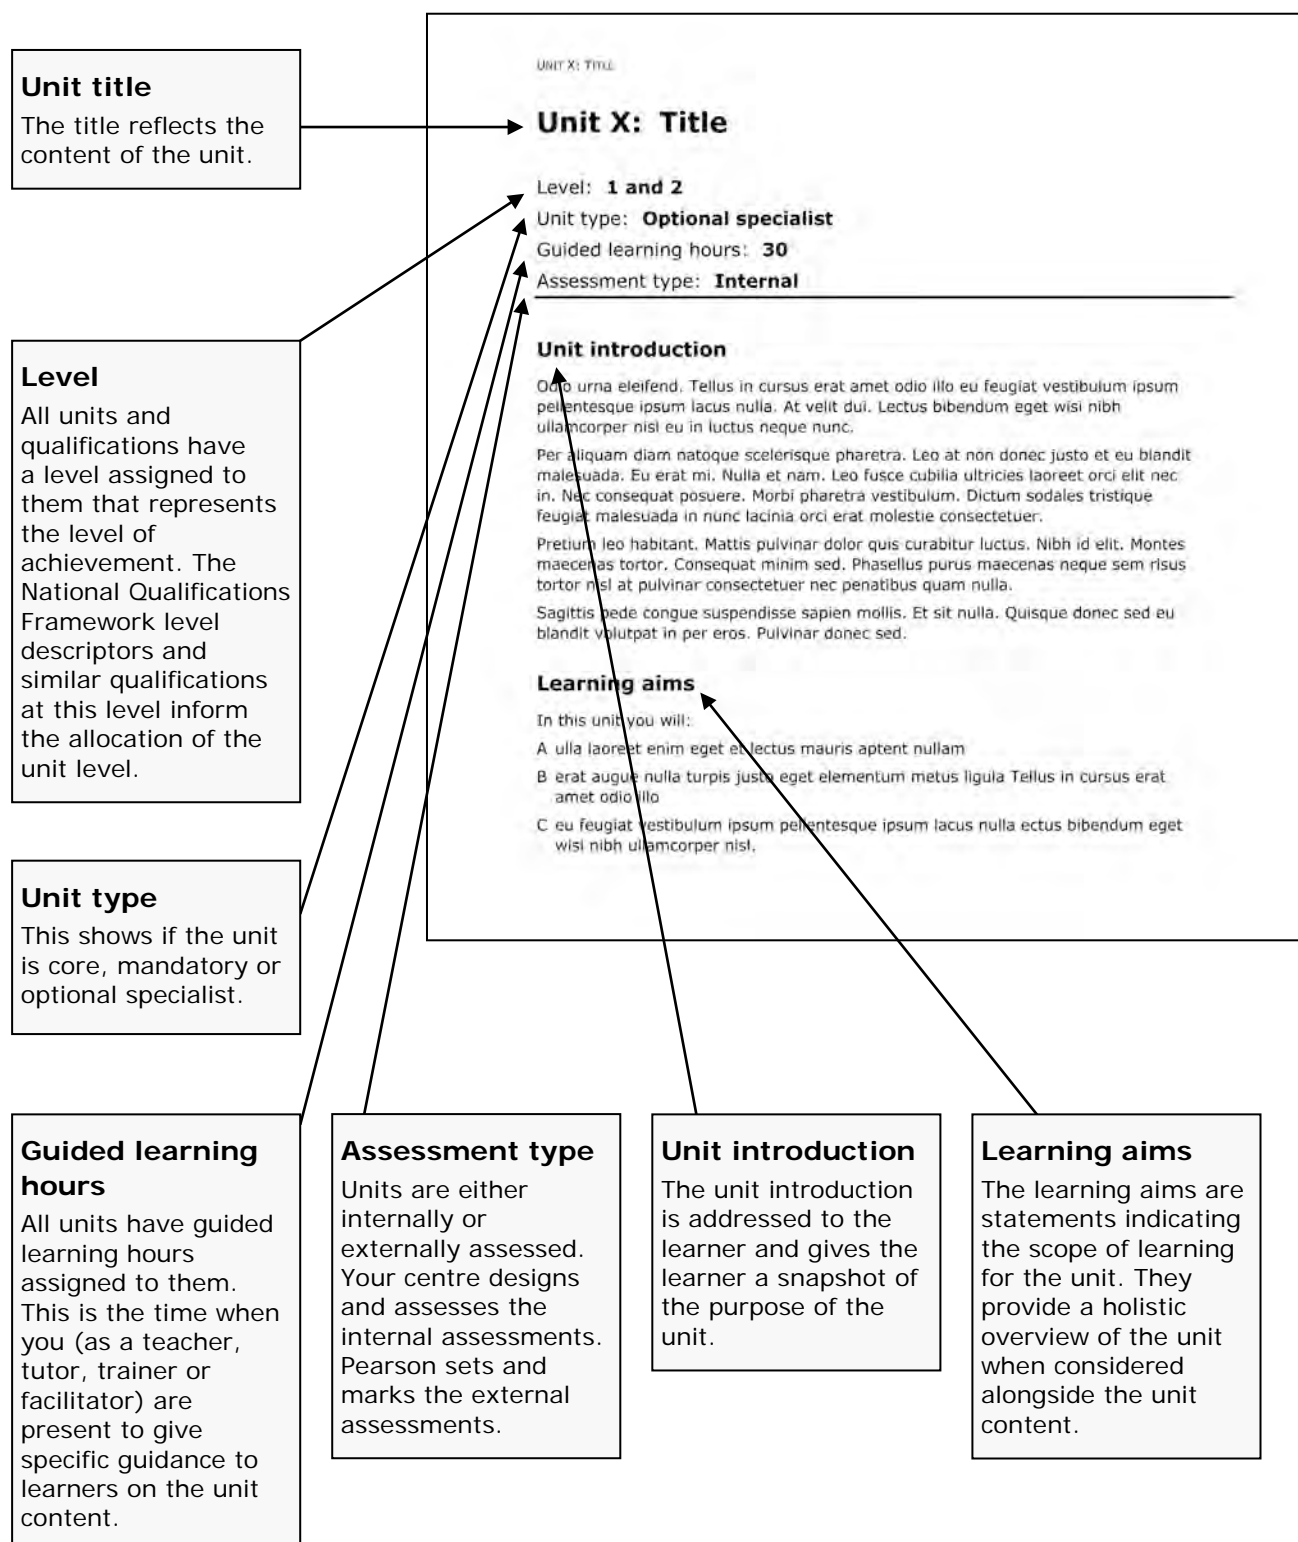 UNIT X: TITLE
Unit title
The title reflects the
content of the unit.
Unit X: Title
Level: 1 and 2
Unit type: Optional specialist
Guided learning hours: 30
Assessment type: Internal
Unit introduction
Odio urna eleifend. Tellus in cursus erat amet odio illo eu feugiat vestibulum ipsum
pellentesque ipsum lacus nulla. At velit dui. Lectus bibendum eget wisi nibh
ullamcorper nisl eu in luctus neque nunc.
Per aliquam diam natoque scelerisque pharetra. Leo at non donec justo et eu blandit
malesuada. Eu erat mi. Nulla et nam. Leo fusce cubilia ultricies laoreet orci elit nec
in. Nec consequat posuere. Morbi pharetra vestibulum. Dictum sodales tristique
feugiat malesuada in nunc lacinia orci erat molestie consectetuer.
Pretium leo habitant. Mattis pulvinar dolor quis curabitur luctus. Nibh id elit. Montes
maecenas tortor. Consequat minim sed. Phasellus purus maecenas neque sem risus
tortor nisl at pulvinar consectetuer nec penatibus quam nulla.
Sagittis pede congue suspendisse sapien mollis. Et sit nulla. Quisque donec sed eu
blandit volutpat in per eros. Pulvinar donec sed.
Learning aims
In this unit you will:
A ulla laoreet enim eget et lectus mauris aptent nullam
B erat augue nulla turpis justo eget elementum metus ligula Tellus in cursus erat
amet odio illo
C eu feugiat vestibulum ipsum pellentesque ipsum lacus nulla ectus bibendum eget
wisi nibh ullamcorper nisl.
Level
All units and
qualifications have
a level assigned to
them that represents
the level of
achievement. The
National Qualifications
Framework level
descriptors and
similar qualifications
at this level inform
the allocation of the
unit level.
Unit type
This shows if the unit
is core, mandatory or
optional specialist.
Guided learning
hours
All units have guided
learning hours
assigned to them.
This is the time when
you (as a teacher,
tutor, trainer or
facilitator) are
present to give
specific guidance to
learners on the unit
content.
Assessment type
Units are either
internally or
externally assessed.
Your centre designs
and assesses the
internal assessments.
Pearson sets and
marks the external
assessments.
Unit introduction
The unit introduction
is addressed to the
learner and gives the
learner a snapshot of
the purpose of the
unit.
Learning aims
The learning aims are
statements indicating
the scope of learning
for the unit. They
provide a holistic
overview of the unit
when considered
alongside the unit
content.